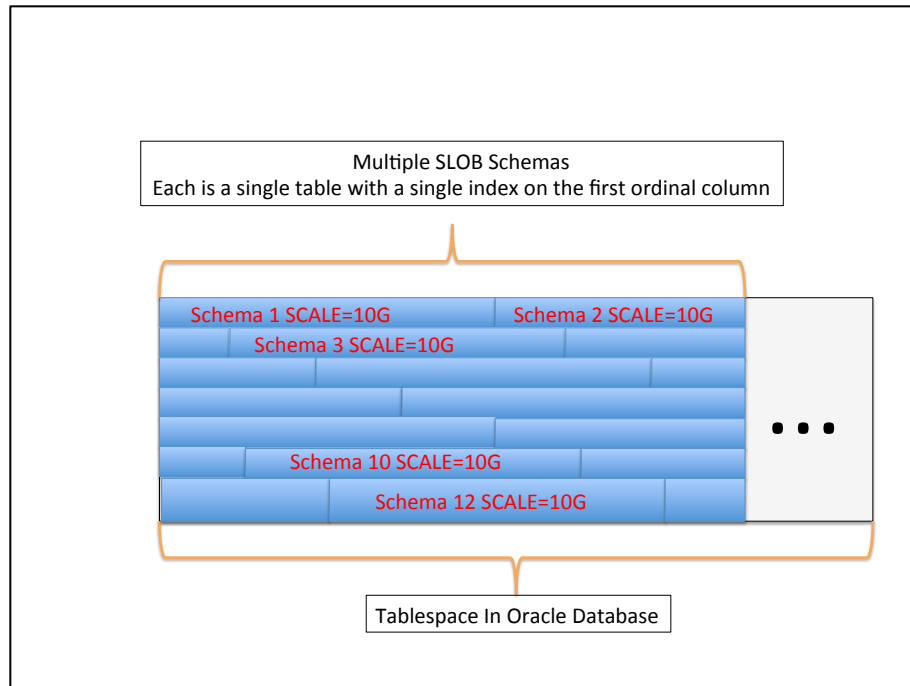 Multiple SLOB Schemas
Each is a single table with a single index on the first ordinal column
Schema 1 SCALE=10G
Schema 2 SCALE=10G
Schema 3 SCALE=10G
...
Schema 10 SCALE=10G
Schema 12 SCALE=10G
Tablespace In Oracle Database